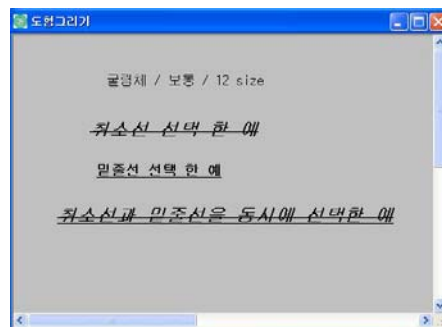 도형그리기
굴림체 / 보통 / 12 size
취소선 선택 한 예
밑줄선 선택 한 예
취소선과 밑줄선을 동시에 선택한 예